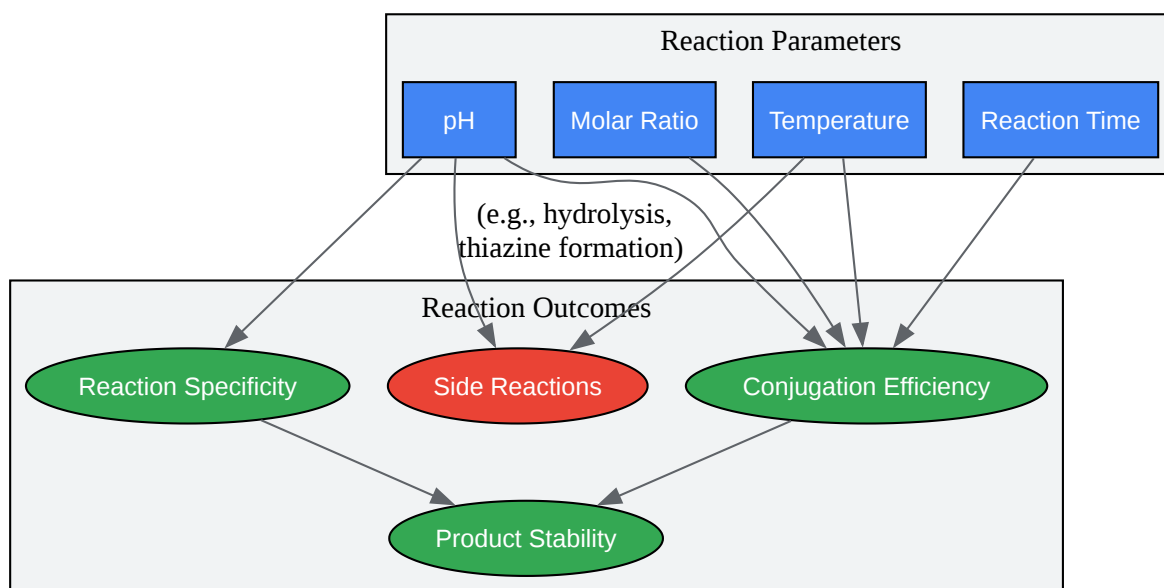 Reaction Parameters
pH
Molar Ratio
Temperature
Reaction Time
(e.g., hydrolysis,
thiazine formation)
Reaction Outcomes
Reaction Specificity
Side Reactions
Conjugation Efficiency
Product Stability